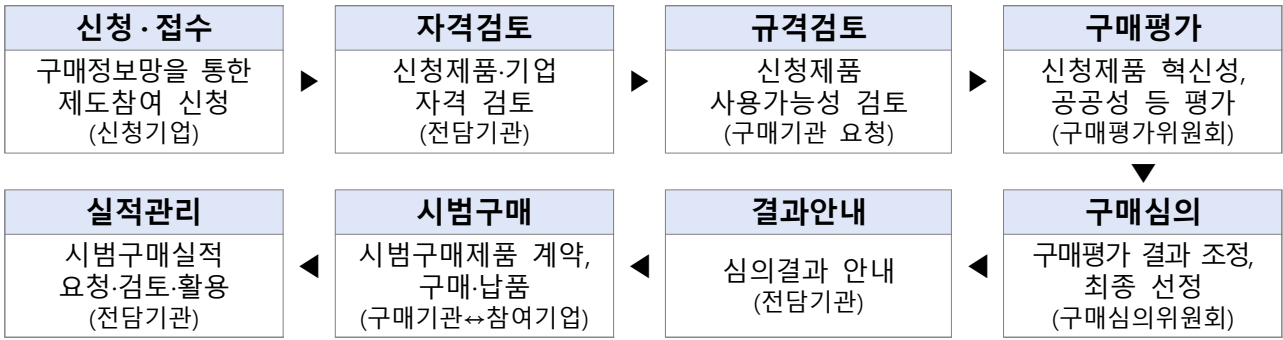 신청·접수
구매정보망을 통한
제도참여 신청
(신청기업)
▶
자격검토
신청제품·기업
자격 검토
(전담기관)
▶
규격검토
신청제품
사용가능성 검토
(구매기관 요청)
▶
구매평가
신청제품 혁신성,
공공성 등 평가
(구매평가위원회)
▼
구매심의
구매평가 결과 조정,
최종 선정
(구매심의위원회)
◀
결과안내
심의결과 안내
(전담기관)
◀
시범구매
시범구매제품 계약,
구매·납품
(구매기관↔참여기업)
◀
실적관리
시범구매실적
요청·검토·활용
(전담기관)